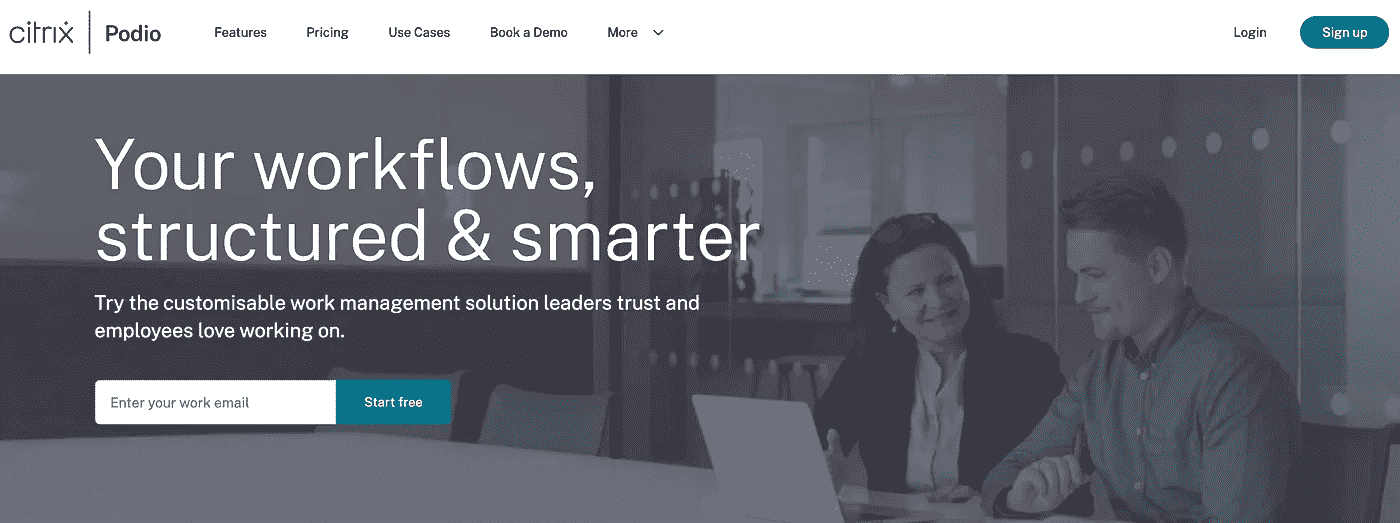 citrix Podio
Features
Pricing
Use Cases
Book a Demo
More
Login
Sign up
Your workflows,
structured & smarter
Try the customisable work management solution leaders trust and
employees love working on.
Enter your work email
Start free